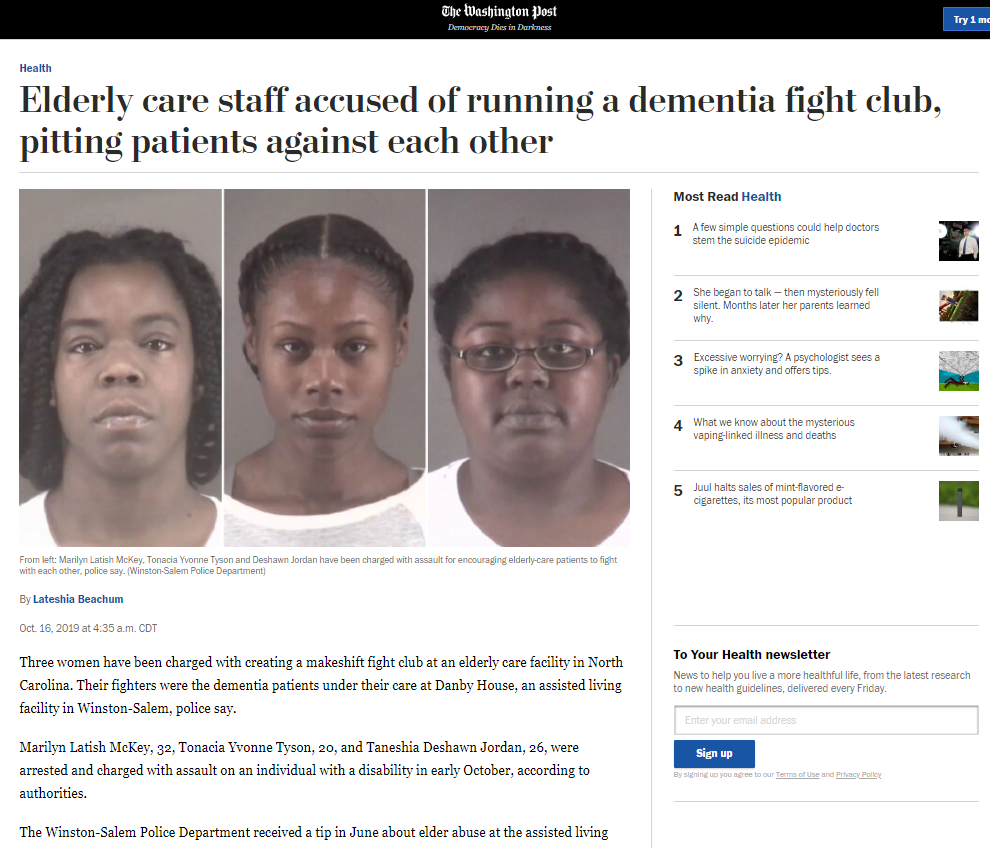 The Washington Post
Democracy Dies in Darkness
Try 1 mo
Health
Elderly care staff accused of running a dementia fight club,
pitting patients against each other
From left: Marilyn Latish McKey, Tonacia Yvonne Tyson and Deshawn Jordan have been charged with assault for encouraging elderly-care patients to fight
with each other, police say. (Winston-Salem Police Department)
By Lateshia Beachum
Oct. 16, 2019 at 4:35 a.m. CDT
Three women have been charged with creating a makeshift fight club at an elderly care facility in North
Carolina. Their fighters were the dementia patients under their care at Danby House, an assisted living
facility in Winston-Salem, police say.
Marilyn Latish McKey, 32, Tonacia Yvonne Tyson, 20, and Taneshia Deshawn Jordan, 26, were
arrested and charged with assault on an individual with a disability in early October, according to
authorities.
The Winston-Salem Police Department received a tip in June about elder abuse at the assisted living
Most Read Health
1
A few simple questions could help doctors
stem the suicide epidemic
2
She began to talk — then mysteriously fell
silent. Months later her parents learned
why.
3
Excessive worrying? A psychologist sees a
spike in anxiety and offers tips.
4
What we know about the mysterious
vaping-linked illness and deaths
5
Juul halts sales of mint-flavored e-
cigarettes, its most popular product
To Your Health newsletter
News to help you live a more healthful life, from the latest research
to new health guidelines, delivered every Friday.
Enter your email address
Sign up
By signing up you agree to our Terms of Use and Privacy Policy